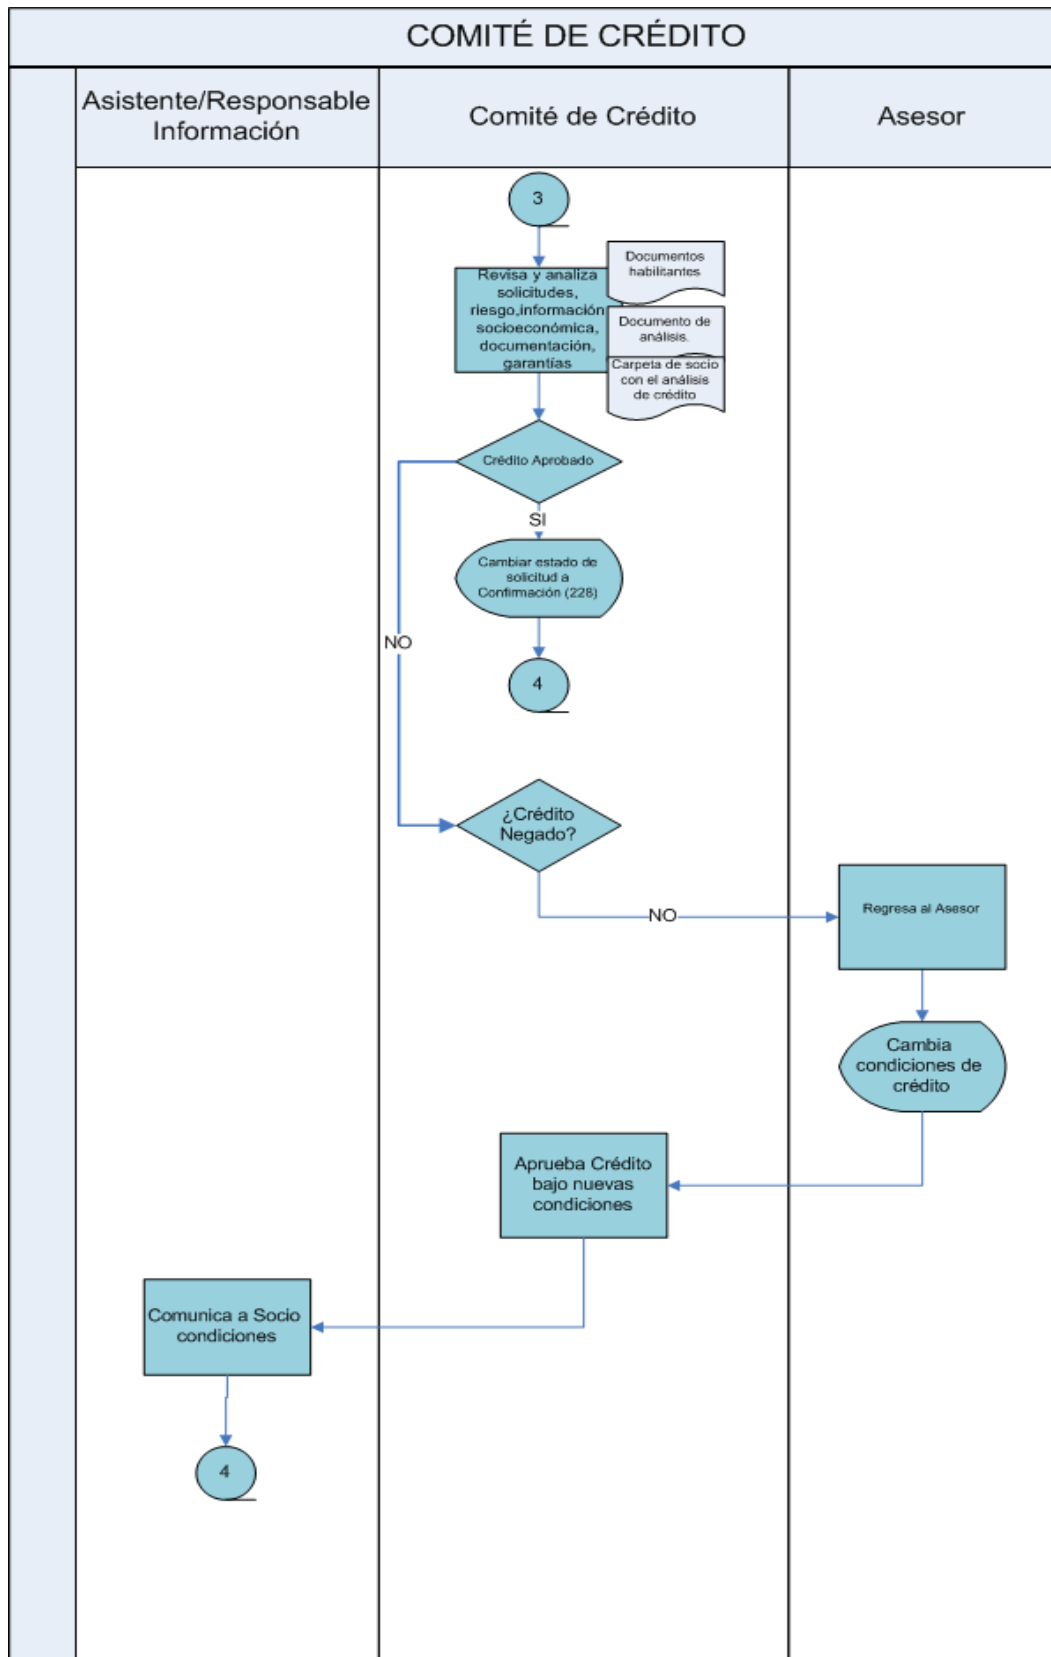 COMITÉ DE CRÉDITO
Asistente/Responsable
Información
Comité de Crédito
Asesor
3
Revisa y analiza
solicitudes,
riesgo,información
socioeconómica,
documentación,
garantías
Documentos
habilitantes
Documento de
análisis.
Carpeta de socio
con el análisis
de crédito
Crédito Aprobado
SI
Cambiar estado de
solicitud a
Confirmación (228)
NO
4
¿Crédito
Negado?
NO
Regresa al Asesor
Cambia
condiciones de
crédito
Aprueba Crédito
bajo nuevas
condiciones
Comunica a Socio
condiciones
4